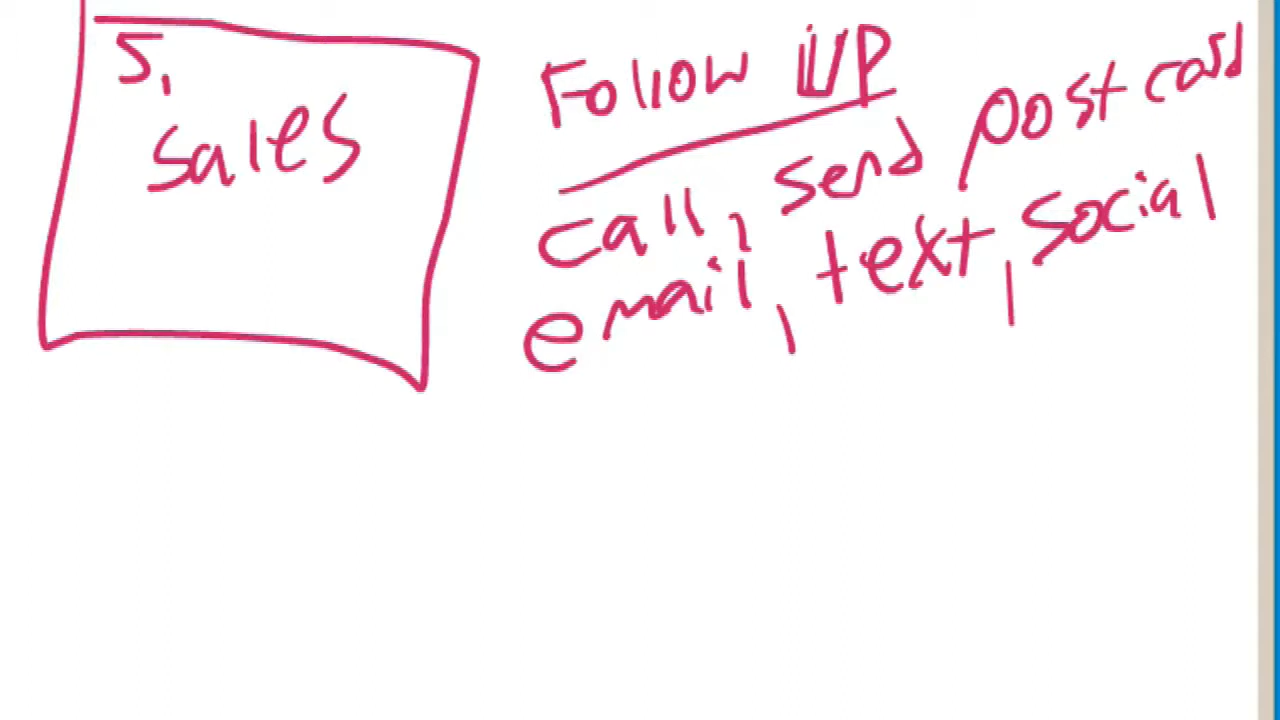 5.
sales
Follow UP
call, send postcard
email, text, social